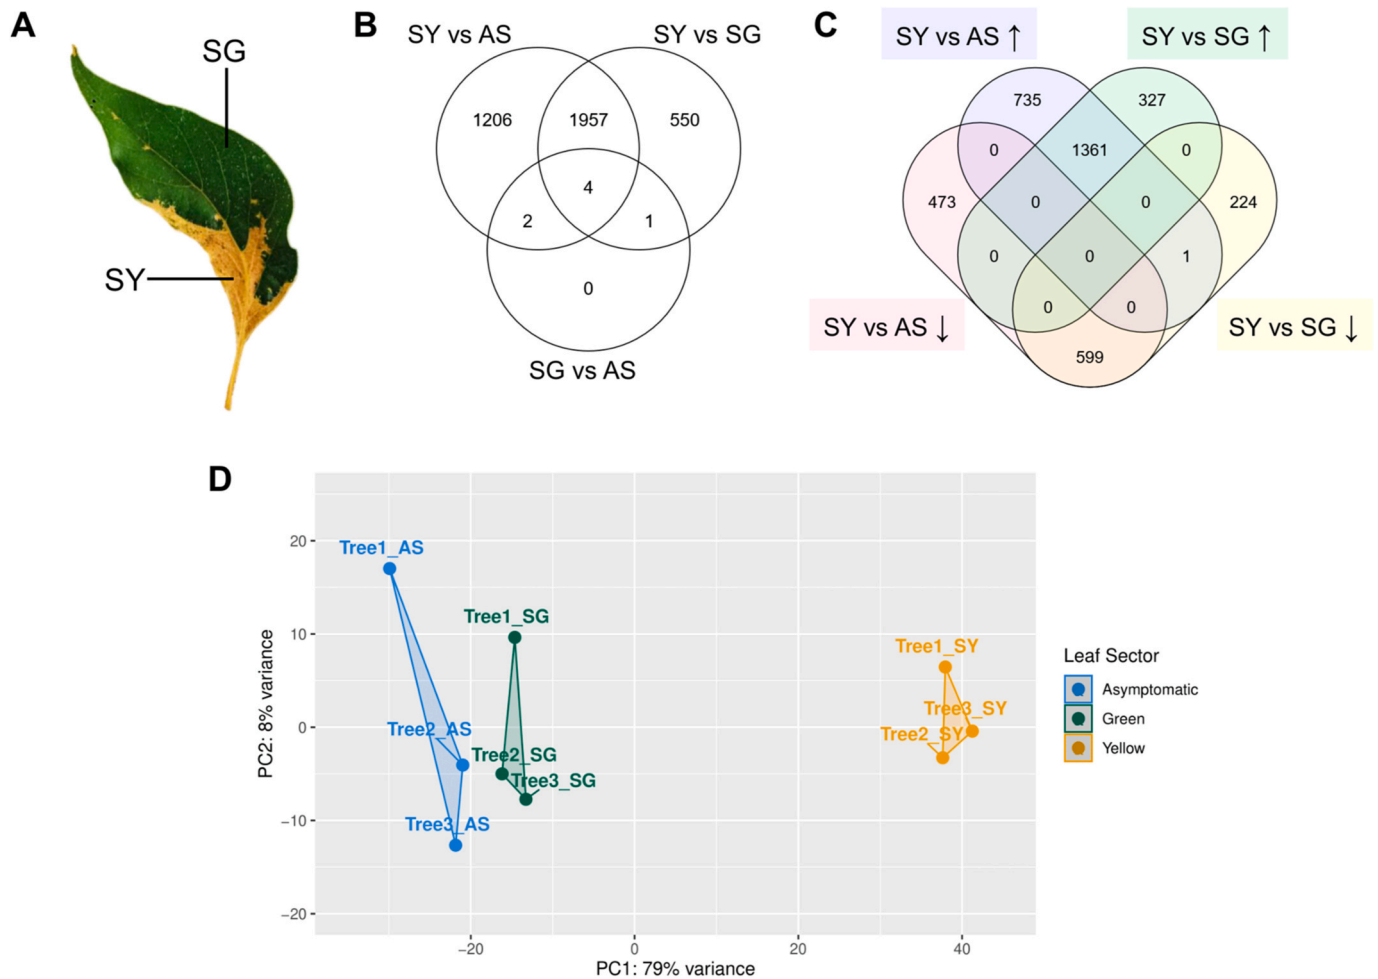 A
SG
SY
B
SY vs AS
SY vs SG
1206
1957
550
4
2
1
0
SG vs AS
C
SY vs AS ↑
SY vs SG ↑
735
327
0
1361
0
473
0
0
224
0
0
1
0
0
SY vs AS ↓
SY vs SG ↓
599
D
Tree1_AS
Tree1_SG
Tree1_SY
Tree3_SY
Tree2_AS
Tree2_SY
Tree2_SG
Tree3_SG
Tree3_AS
20
10
0
−10
−20
PC2: 8% variance
−20
0
20
40
PC1: 79% variance
Leaf Sector
Asymptomatic
Green
Yellow